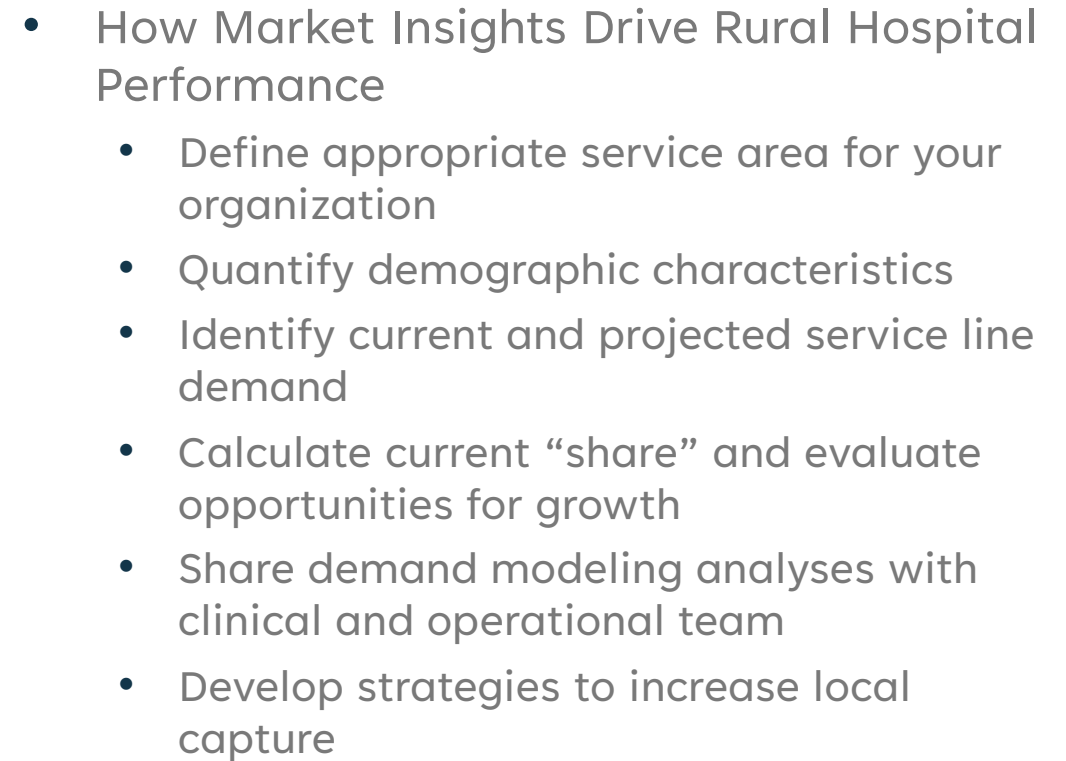 • How Market Insights Drive Rural Hospital
Performance
• Define appropriate service area for your
organization
• Quantify demographic characteristics
• Identify current and projected service line
demand
• Calculate current “share” and evaluate
opportunities for growth
• Share demand modeling analyses with
clinical and operational team
• Develop strategies to increase local
capture